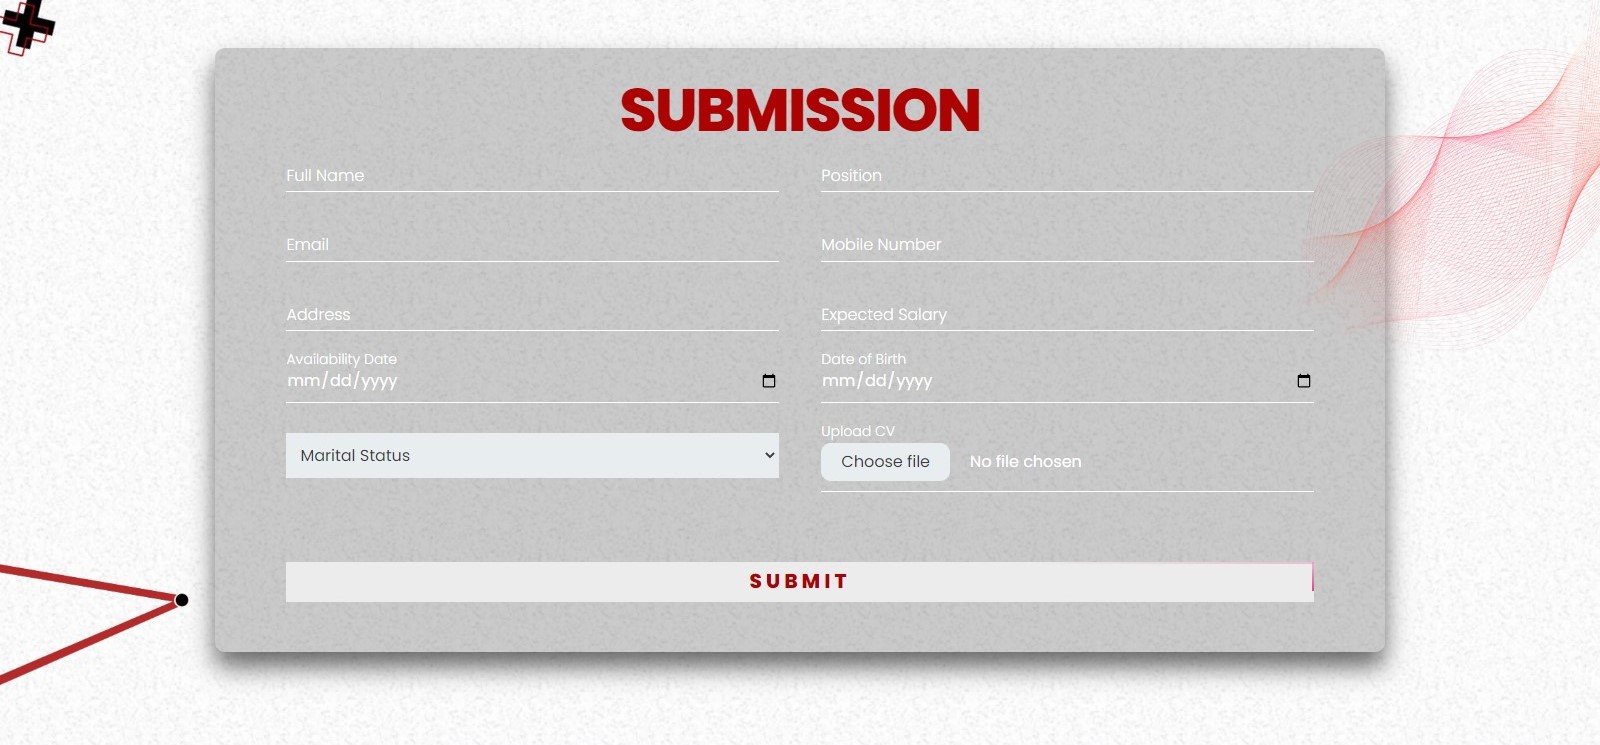 SUBMISSION
Full Name
Position
Email
Mobile Number
Address
Expected Salary
Availability Date
mm/dd/yyyy
Date of Birth
mm/dd/yyyy
Marital Status
Upload CV
Choose file No file chosen
SUBMIT